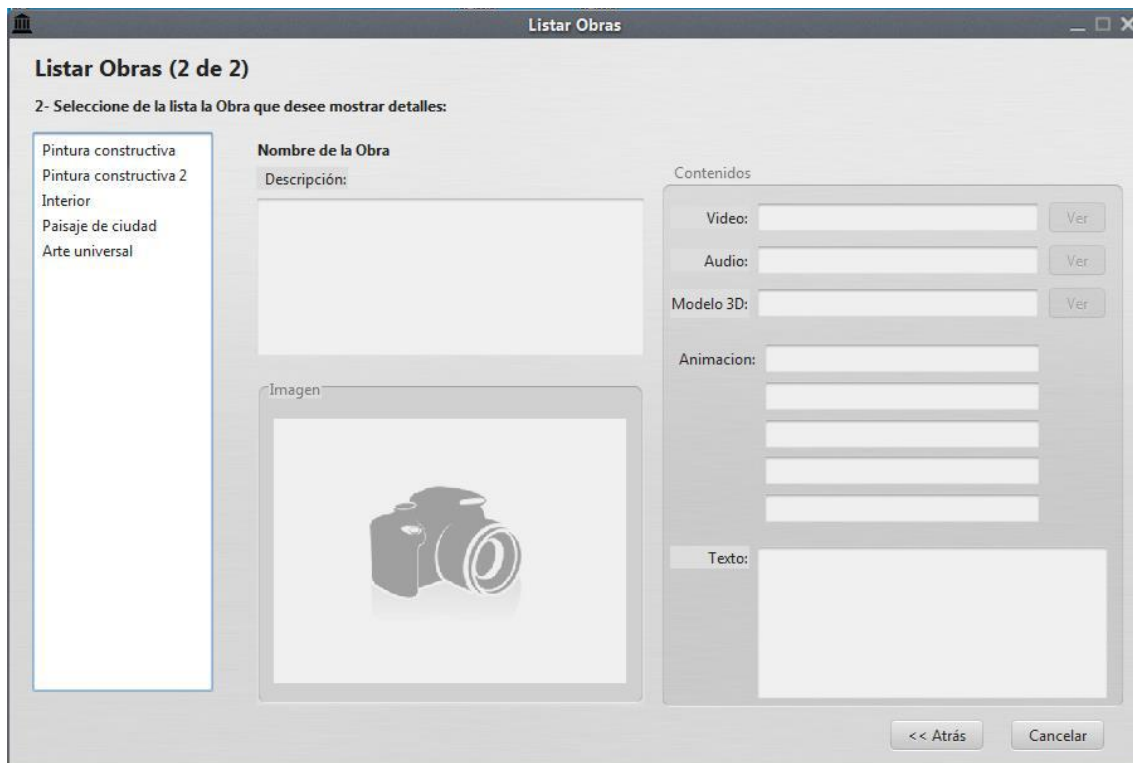 Listar Obras
Listar Obras (2 de 2)
2- Seleccione de la lista la Obra que desee mostrar detalles:
Pintura constructiva
Pintura constructiva 2
Interior
Paisaje de ciudad
Arte universal
Nombre de la Obra
Descripción:
Imagen
Contenidos
Video:
Ver
Audio:
Ver
Modelo 3D:
Ver
Animacion:
Texto:
<< Atrás
Cancelar